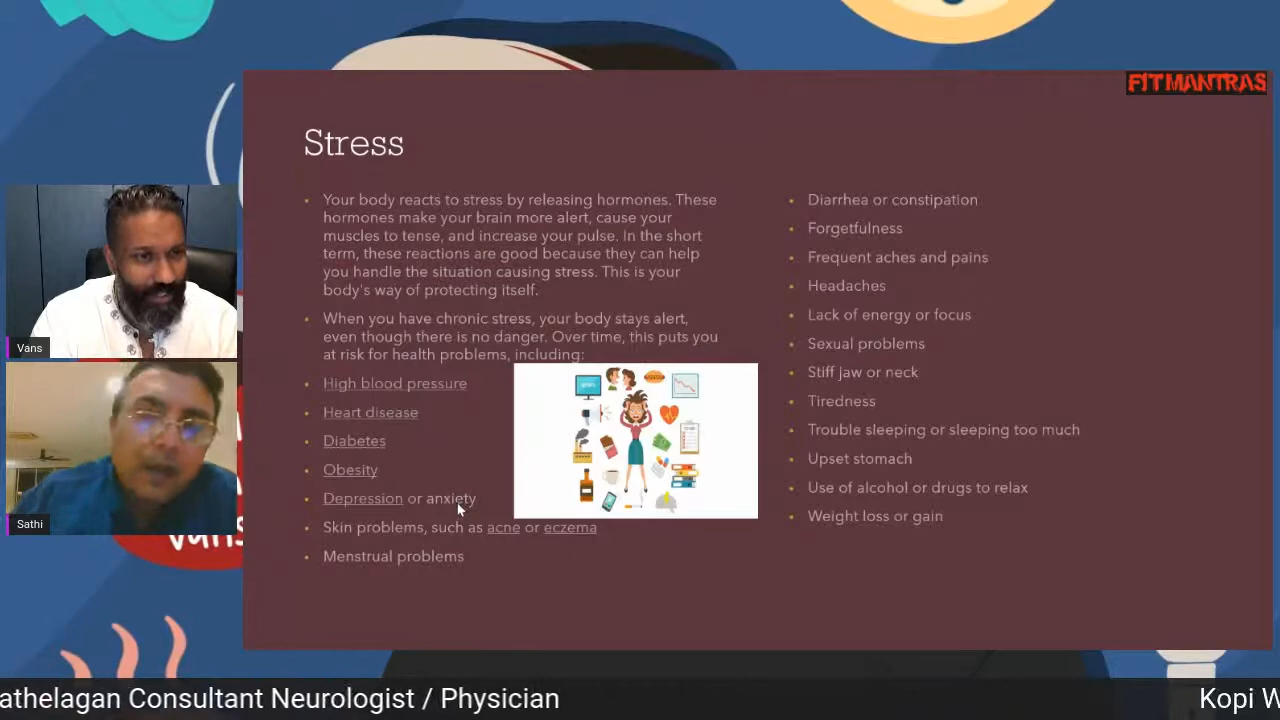 FITMANTRAS
Stress
Your body reacts to stress by releasing hormones. These
hormones make your brain more alert, cause your
muscles to tense, and increase your pulse. In the short
term, these reactions are good because they can help
you handle the situation causing stress. This is your
body's way of protecting itself.
When you have chronic stress, your body stays alert,
even though there is no danger. Over time, this puts you
at risk for health problems, including:
High blood pressure
Heart disease
Diabetes
Obesity
Depression or anxiety
Skin problems, such as acne or eczema
Menstrual problems
Diarrhea or constipation
Forgetfulness
Frequent aches and pains
Headaches
Lack of energy or focus
Sexual problems
Stiff jaw or neck
Tiredness
Trouble sleeping or sleeping too much
Upset stomach
Use of alcohol or drugs to relax
Weight loss or gain
Vans
Sathi
athelagan Consultant Neurologist / Physician
Kopi W